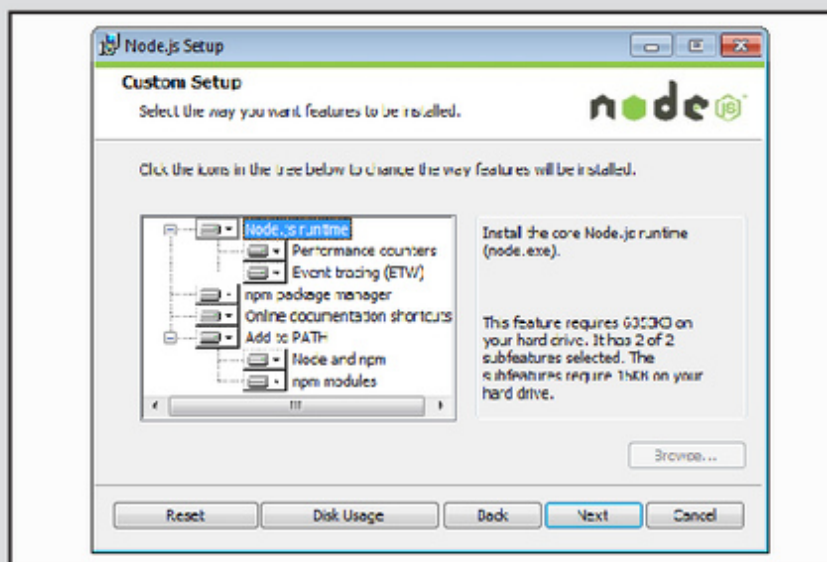 Node.js Setup
Custom Setup
Select the way you want features to be installed.
node js
Click the icons in the tree below to change the way features will be installed.
Node.js runtime
Performance counters
Event tracing (ETW)
npm package manager
Online documentation shortcuts
Add to PATH
Node and npm
npm modules
Install the core Node.js runtime
(node.exe).
This feature requires on
your hard drive. It has 2 of 2
subfeatures selected. The
subfeatures require on your
hard drive.
Browse...
Reset
Disk Usage
Back
Next
Cancel